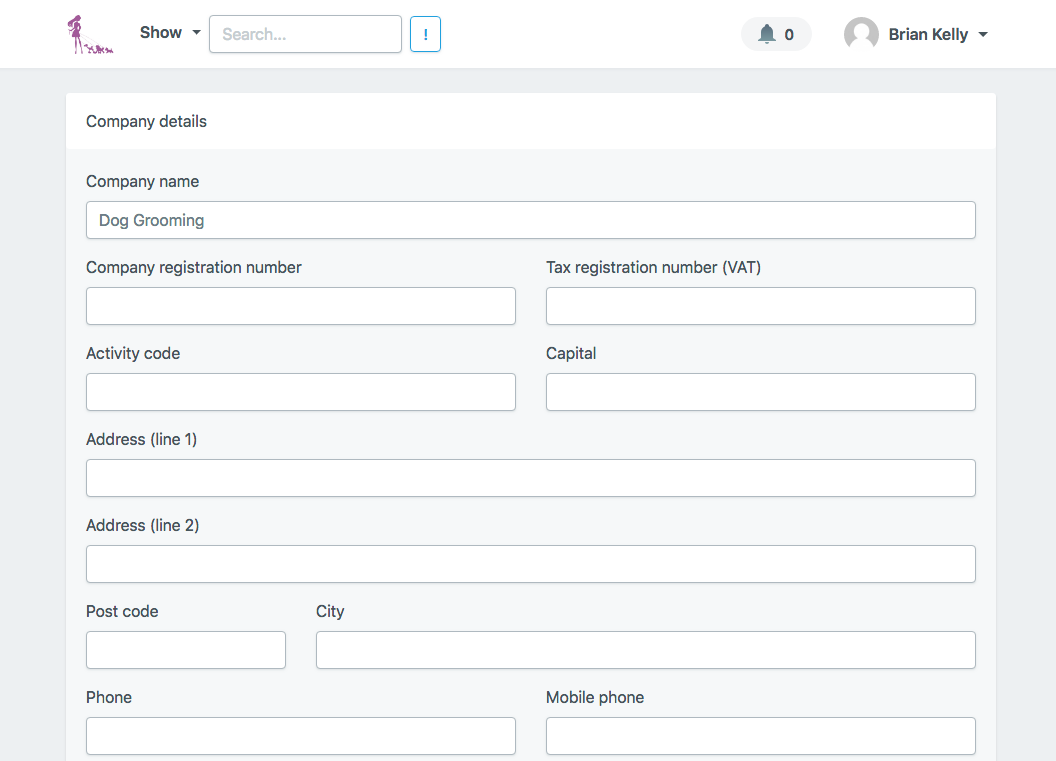 Show Search... ! 0 Brian Kelly
Company details
Company name
Dog Grooming
Company registration number Tax registration number (VAT)
Activity code Capital
Address (line 1)
Address (line 2)
Post code City
Phone Mobile phone